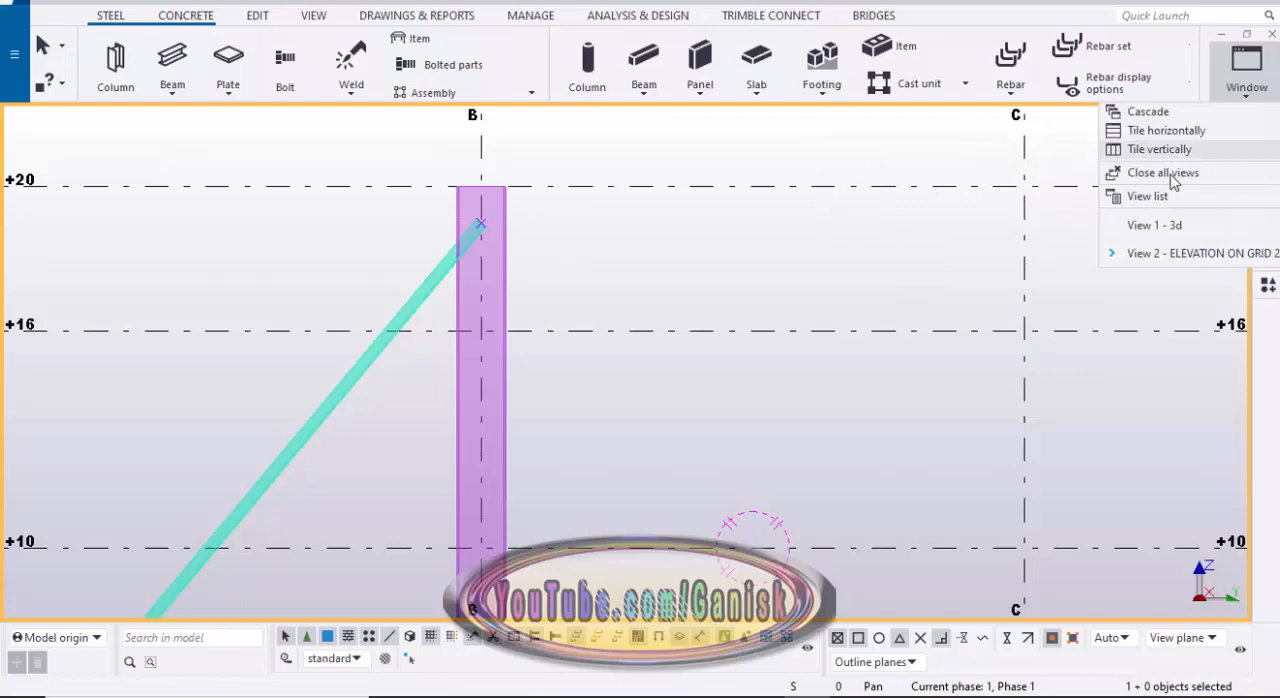 STEEL CONCRETE EDIT VIEW DRAWINGS & REPORTS MANAGE ANALYSIS & DESIGN TRIMBLE CONNECT BRIDGES Quick Launch
Item
Bolted parts
Assembly
Column Beam Plate Bolt Weld
Column Beam Panel Slab Footing
Item
Cast unit
Rebar
Rebar set
Rebar display
options
Window
Cascade
Tile horizontally
Tile vertically
Close all views
View list
View 1 - 3d
View 2 - ELEVATION ON GRID 2
B C
+20
+16 +16
+10 +10
Z
X Y
YouTube.com/Ganisk
B C
Model origin Search in model
standard
Auto View plane
Outline planes
S 0 Pan Current phase: 1, Phase 1 1 + 0 objects selected